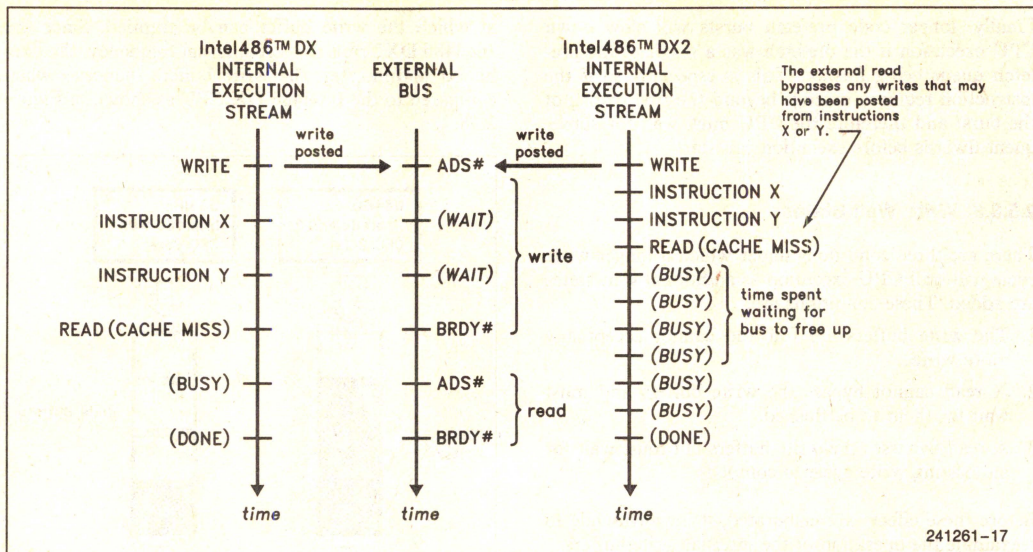 Intel486™ DX
INTERNAL
EXECUTION
STREAM
EXTERNAL
BUS
Intel486™ DX2
INTERNAL
EXECUTION
STREAM
The external read
bypasses any writes that may
have been posted
from instructions
X or Y.
write
posted
write
posted
WRITE
INSTRUCTION X
INSTRUCTION Y
READ (CACHE MISS)
(BUSY)
(DONE)
time
ADS#
(WAIT)
(WAIT)
BRDY#
ADS#
BRDY#
time
write
read
WRITE
INSTRUCTION X
INSTRUCTION Y
READ (CACHE MISS)
(BUSY)
(BUSY)
(BUSY)
(BUSY)
(BUSY)
(BUSY)
(DONE)
time
time spent
waiting for
bus to free up
241261–17